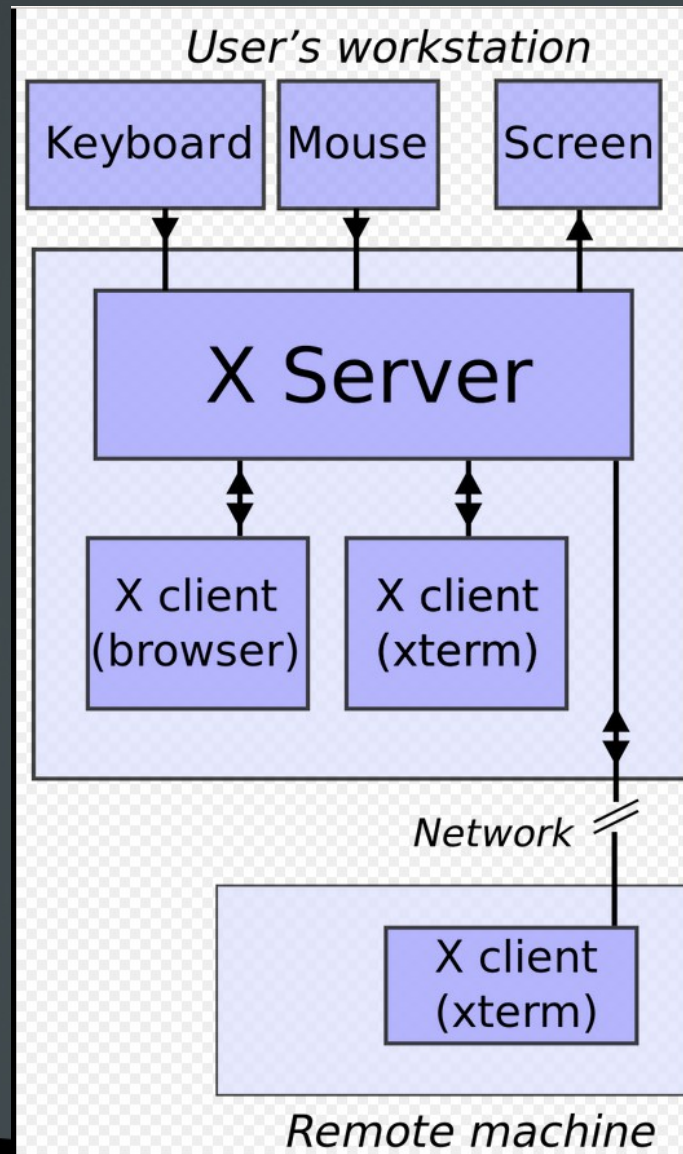 User’s workstation
Keyboard
Mouse
Screen
X Server
X client
(browser)
X client
(xterm)
Network
X client
(xterm)
Remote machine